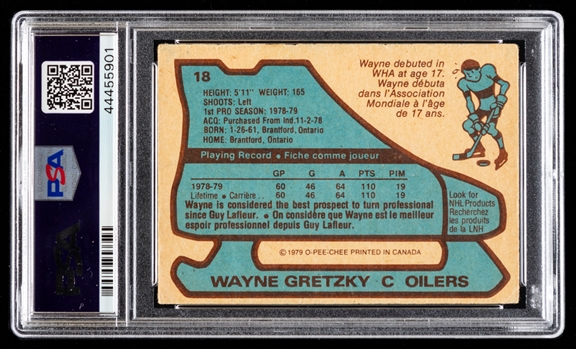 44455901
PSA
18
HEIGHT: 5'11" WEIGHT: 165
SHOOTS: Left
1st PRO SEASON: 1978-79
ACQ: Purchased From Ind.11-2-78
BORN: 1-26-61, Brantford, Ontario
HOME: Brantford, Ontario
Wayne debuted in
WHA at age 17.
Wayne débuta
dans l'Association
Mondiale à l'âge
de 17 ans.
Playing Record • Fiche comme joueur
GP G A PTS PIM
1978-79 60 46 64 110 19
Lifetime • Carrière.. 60 46 64 110 19
Wayne is considered the best prospect to turn professional
since Guy Lafleur. • On considére que Wayne est le meilleur
espoir professionel depuis Guy Lafleur.
Look for
NHL Products
Recherchez
les produits
de la LNH
© 1979 O-PEE-CHEE PRINTED IN CANADA
WAYNE GRETZKY C OILERS